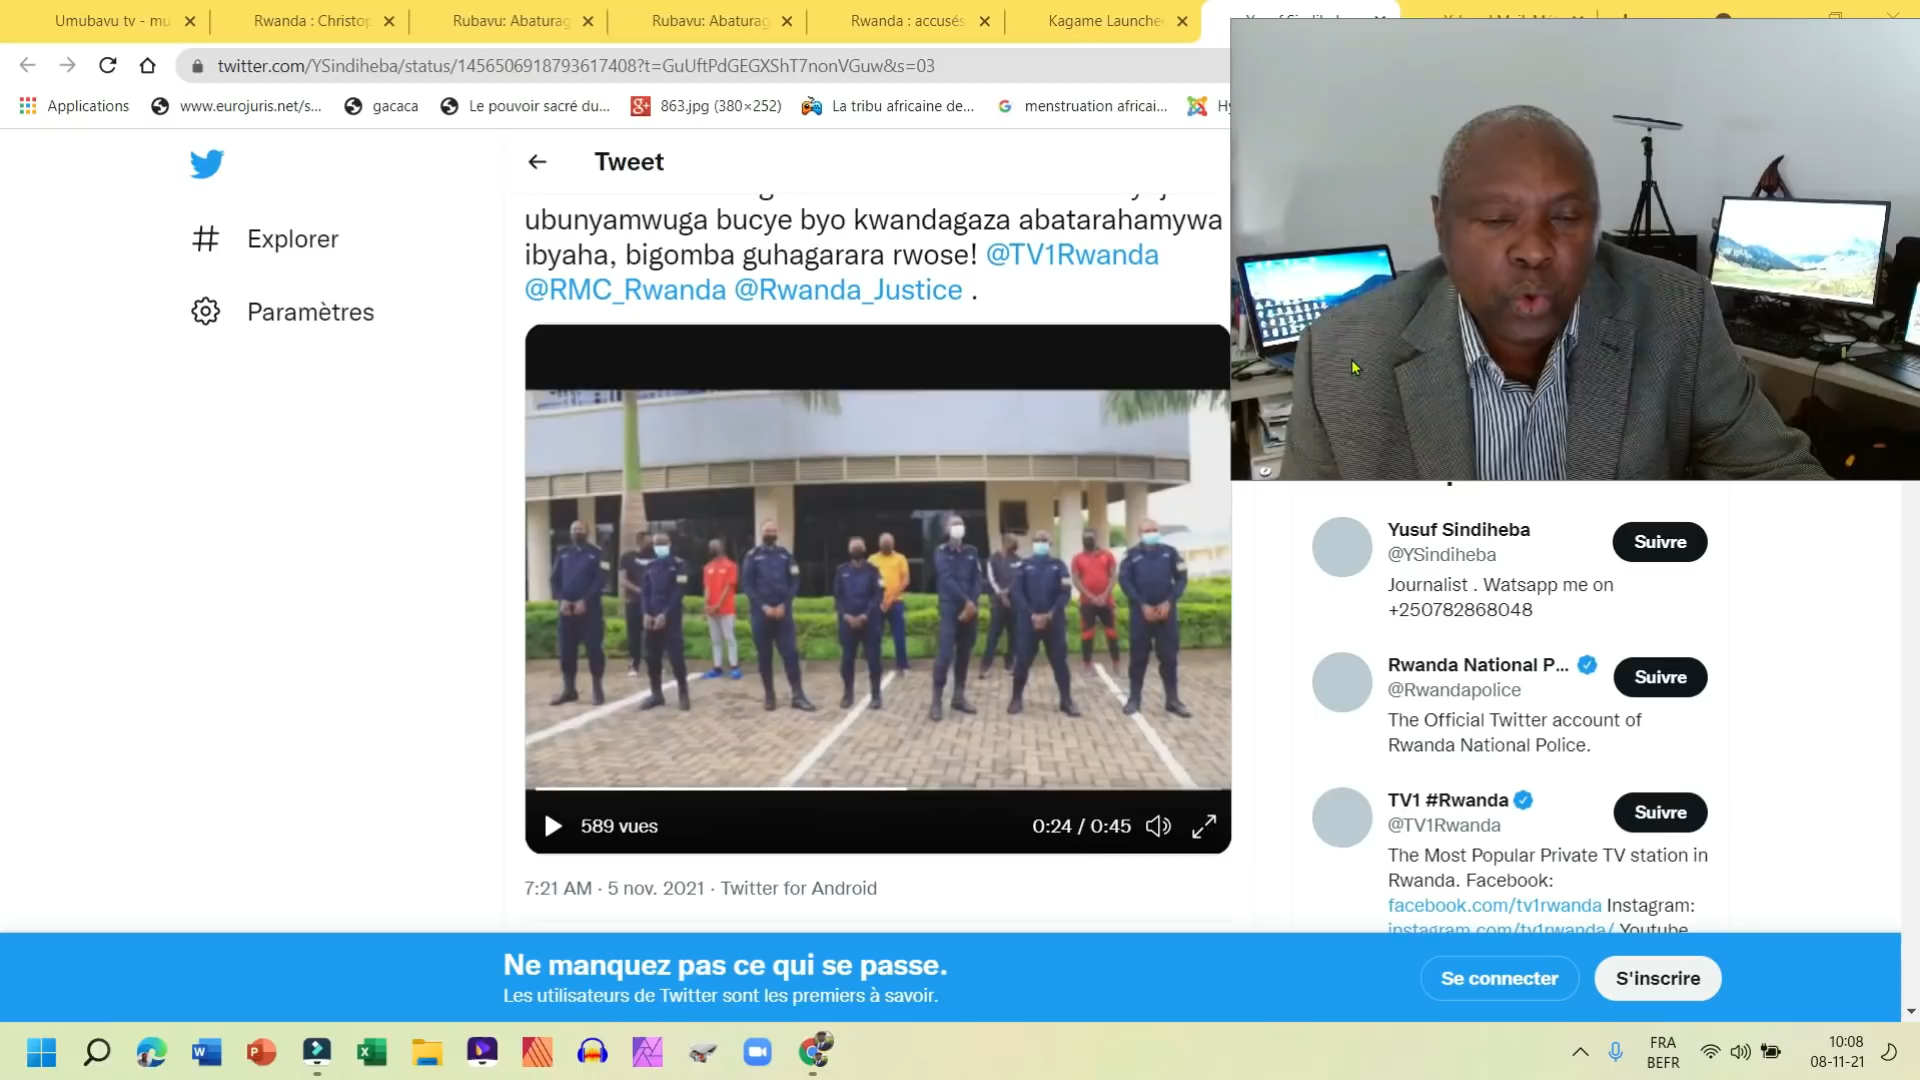 Umubavu tv - mu
Rwanda : Christop
Rubavu: Abaturag
Rubavu: Abaturag
Rwanda : accusés
Kagame Launche
twitter.com/YSindiheba/status/1456506918793617408?t=GuUftPdGEGXShT7nonVGuw&s=03
Applications
www.eurojuris.net/s...
gacaca
Le pouvoir sacré du...
863.jpg (380×252)
La tribu africaine de...
menstruation africai...
Hy
Explorer
Paramètres
Tweet
ubunyamwuga bucye byo kwandagaza abatarahamywa
ibyaha, bigomba guhagarara rwose! @TV1Rwanda
@RMC_Rwanda @Rwanda_Justice .
589 vues
0:24 / 0:45
7:21 AM · 5 nov. 2021 · Twitter for Android
Yusuf Sindiheba
@YSindiheba
Suivre
Journalist . Watsapp me on
+250782868048
Rwanda National P...
@Rwandapolice
Suivre
The Official Twitter account of
Rwanda National Police.
TV1 #Rwanda
@TV1Rwanda
Suivre
The Most Popular Private TV station in
Rwanda. Facebook:
facebook.com/tv1rwanda Instagram:
instagram.com/tv1rwanda/ Youtube
Ne manquez pas ce qui se passe.
Les utilisateurs de Twitter sont les premiers à savoir.
Se connecter
S'inscrire
FRA
BEFR
10:08
08-11-21